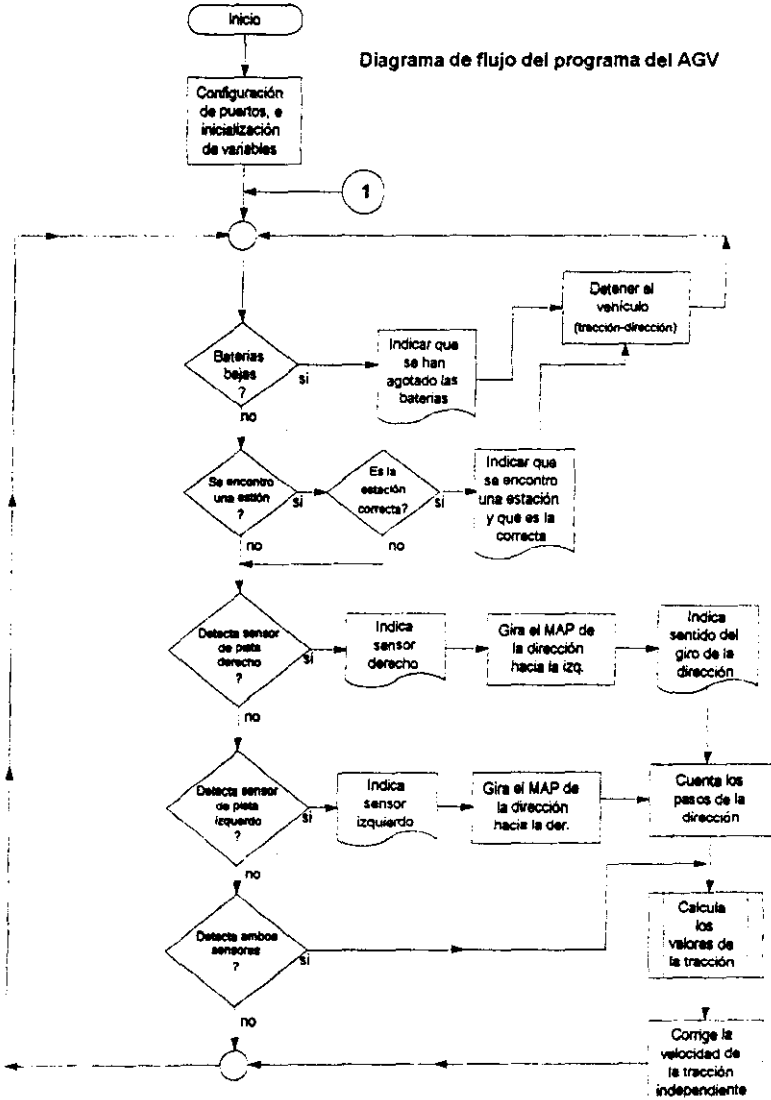 Inicio
Diagrama de flujo del programa del AGV
Configuración
de puertos, e
inicialización
de variables
1
Detener el
vehículo
(tracción-dirección)
Baterias
bajas
?
si
no
Indicar que
se han
agotado las
baterias
Se encontro
una estión
?
si
no
Es la
estación
correcta?
si
no
Indicar que
se encontro
una estación
y que es la
correcta
Detecta sensor
de pista
derecho
?
si
no
Indica
sensor
derecho
Gira el MAP de
la dirección
hacia la izq.
Indica
sentido del
giro de la
dirección
Detecta sensor
de pista
izquierdo
?
si
no
Indica
sensor
izquierdo
Gira el MAP de
la dirección
hacia la der.
Cuenta los
pasos de la
dirección
Detecta ambos
sensores
?
si
no
Calcula
los
valores de
la tracción
Corrige la
velocidad de
la tracción
independiente